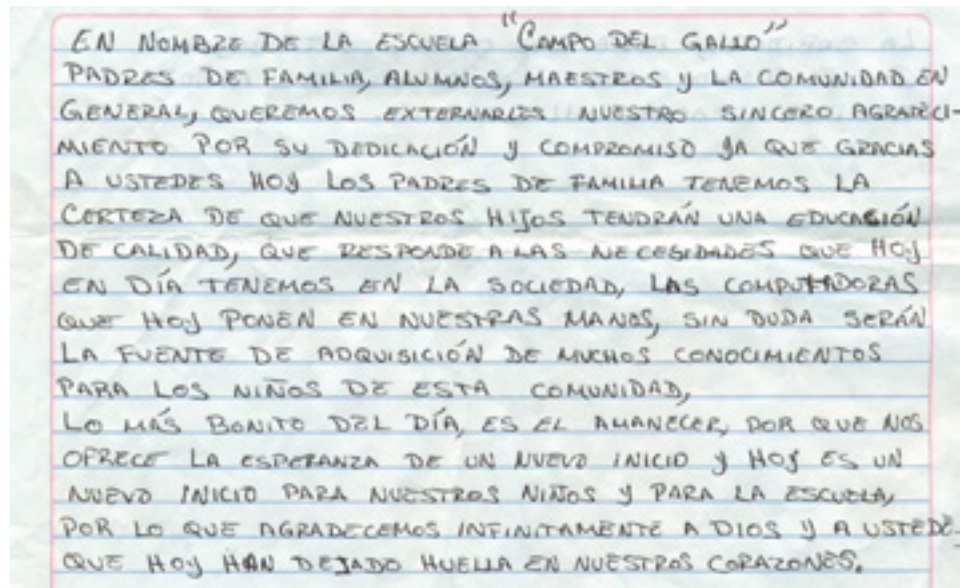 EN NOMBRE DE LA ESCUELA "CAMPO DEL GALLO"
PADRES DE FAMILIA, ALUMNOS, MAESTROS Y LA COMUNIDAD EN
GENERAL, QUEREMOS EXTERNARLES NUESTRO SINCERO AGRADECI-
MIENTO POR SU DEDICACIÓN Y COMPROMISO YA QUE GRACIAS
A USTEDES HOY LOS PADRES DE FAMILIA TENEMOS LA
CERTEZA DE QUE NUESTROS HIJOS TENDRÁN UNA EDUCACIÓN
DE CALIDAD, QUE RESPONDE A LAS NECESIDADES QUE HOY
EN DÍA TENEMOS EN LA SOCIEDAD, LAS COMPUTADORAS
QUE HOY PONEN EN NUESTRAS MANOS, SIN DUDA SERÁN
LA FUENTE DE ADQUISICIÓN DE MUCHOS CONOCIMIENTOS
PARA LOS NIÑOS DE ESTA COMUNIDAD,
LO MÁS BONITO DEL DÍA, ES EL AMANECER, POR QUE NOS
OFRECE LA ESPERANZA DE UN NUEVO INICIO Y HOY ES UN
NUEVO INICIO PARA NUESTROS NIÑOS Y PARA LA ESCUELA,
POR LO QUE AGRADECEMOS INFINITAMENTE A DIOS Y A USTEDE-
QUE HOY HAN DEJADO HUELLA EN NUESTROS CORAZONES.